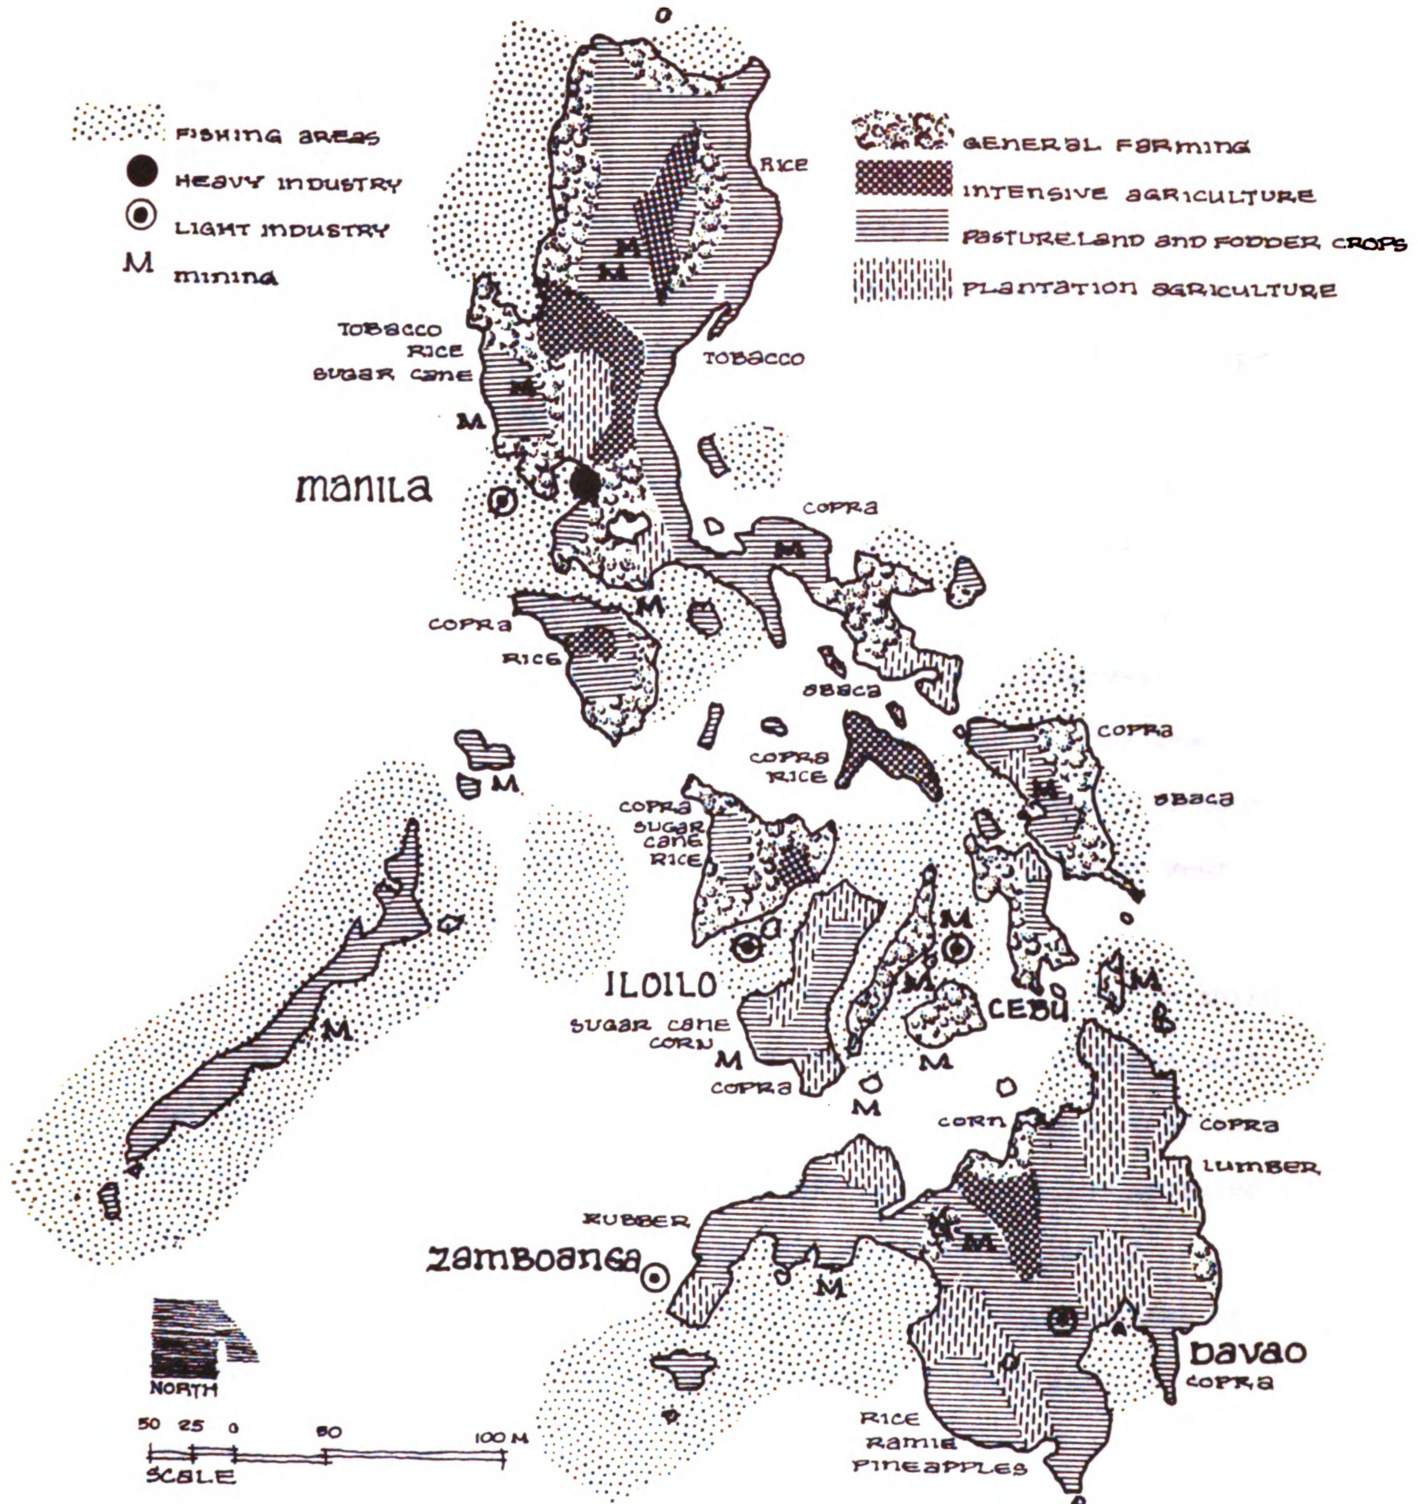 FISHING AREAS
HEAVY INDUSTRY
LIGHT INDUSTRY
M MINING
GENERAL FARMING
INTENSIVE AGRICULTURE
PASTURELAND AND FODDER CROPS
PLANTATION AGRICULTURE
RICE
M
M
TOBACCO
RICE
SUGAR CANE
TOBACCO
M
M
MANILA
COPRA
M
M
COPRA
RICE
ABACA
COPRA
RICE
COPRA
M
ABACA
M
COPRA
SUGAR
CANE
RICE
M
M
M
ILOILO
CEBU
M
SUGAR CANE
CORN
M
M
COPRA
M
CORN
COPRA
LUMBER
RUBBER
M
ZAMBOANGA
M
DAVAO
COPRA
RICE
RAMIE
PINEAPPLES
NORTH
50 25 0 50 100 M
SCALE